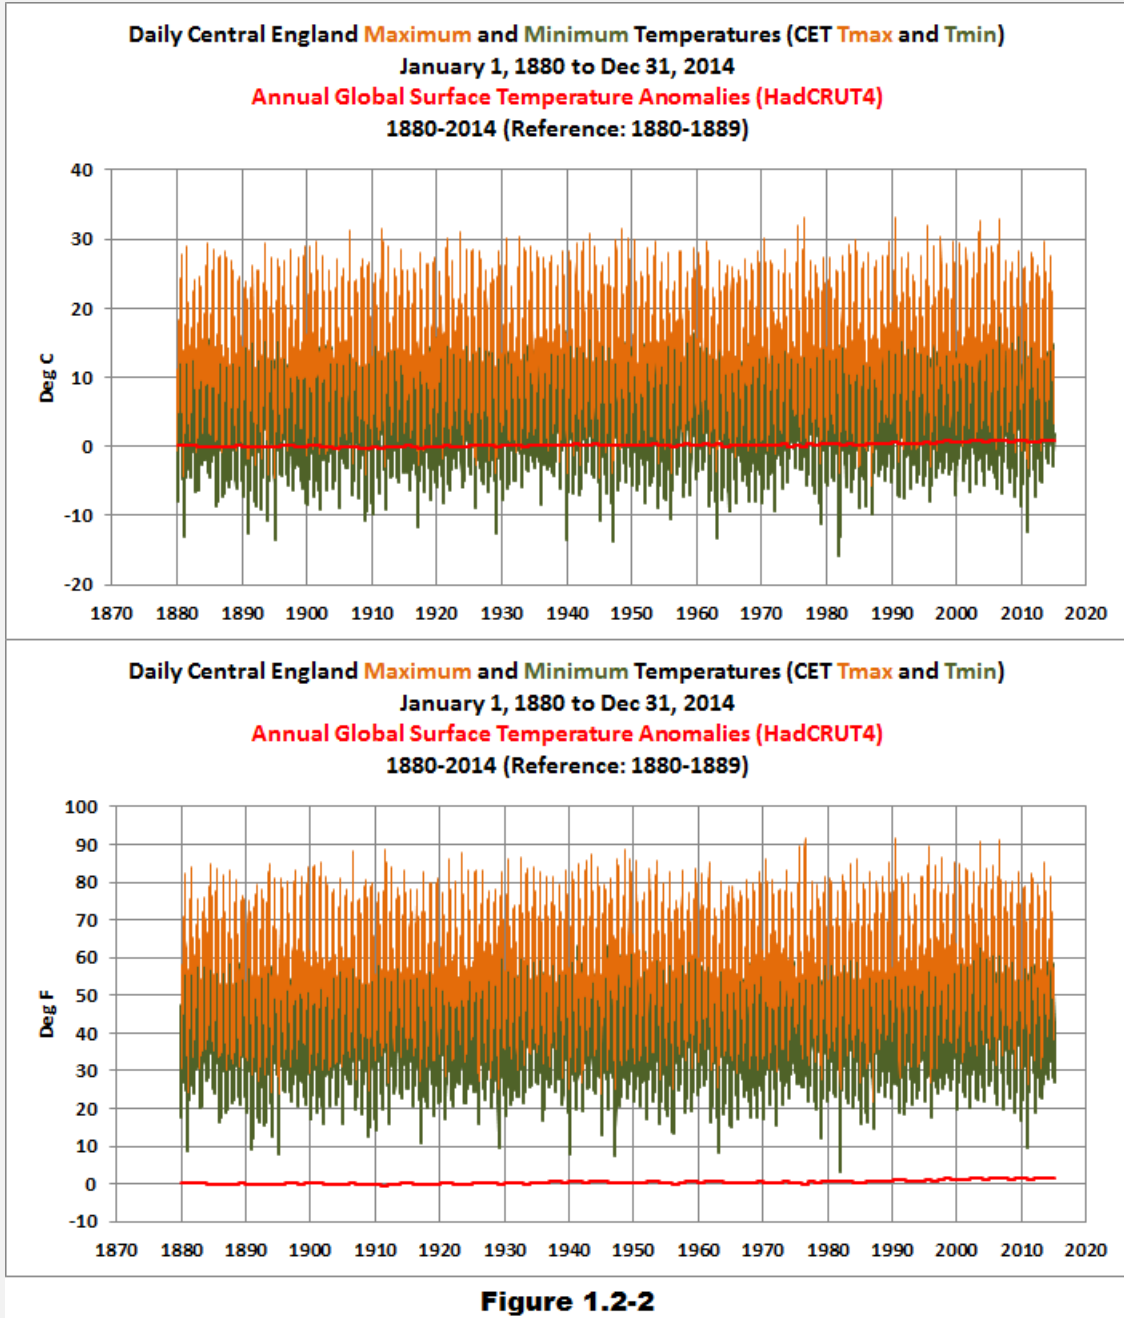 Daily Central England Maximum and Minimum Temperatures (CET Tmax and Tmin)
January 1, 1880 to Dec 31, 2014
Annual Global Surface Temperature Anomalies (HadCRUT4)
1880-2014 (Reference: 1880-1889)
40
30
20
10
0
-10
-20
Deg C
1870 1880 1890 1900 1910 1920 1930 1940 1950 1960 1970 1980 1990 2000 2010 2020
Daily Central England Maximum and Minimum Temperatures (CET Tmax and Tmin)
January 1, 1880 to Dec 31, 2014
Annual Global Surface Temperature Anomalies (HadCRUT4)
1880-2014 (Reference: 1880-1889)
100
90
80
70
60
50
40
30
20
10
0
-10
Deg F
1870 1880 1890 1900 1910 1920 1930 1940 1950 1960 1970 1980 1990 2000 2010 2020
Figure 1.2-2